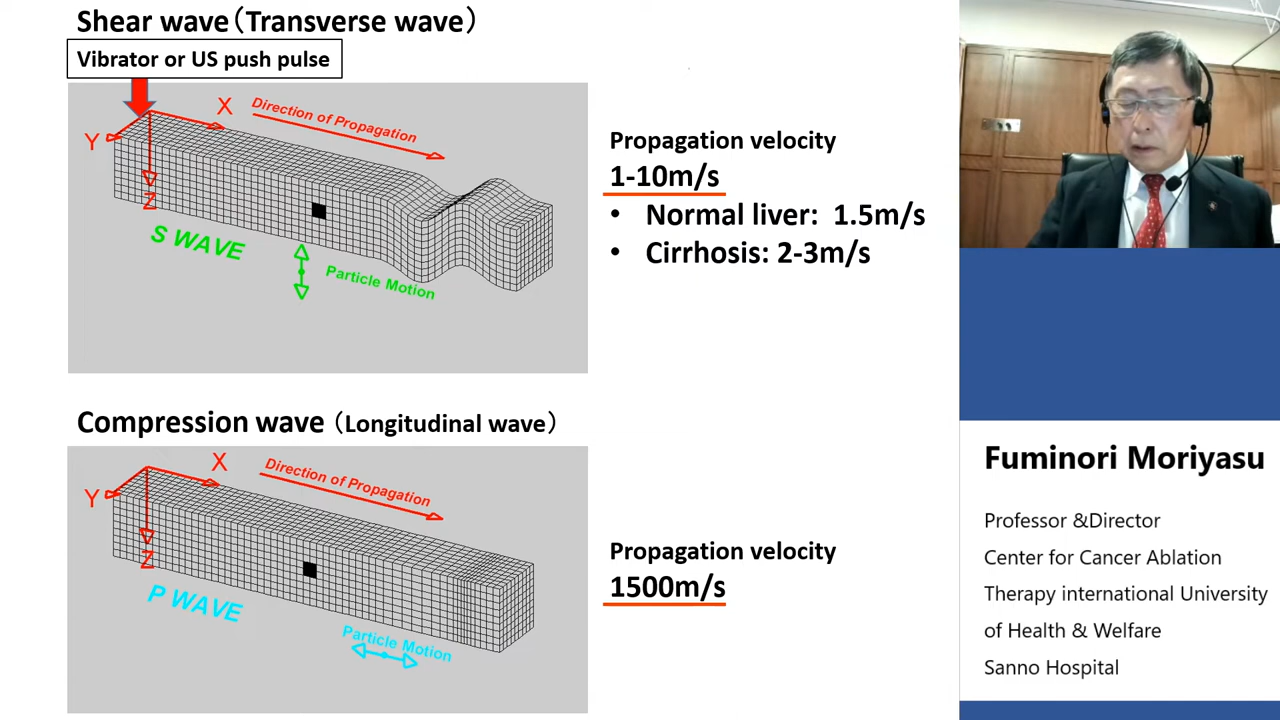 Shear wave（Transverse wave）
Vibrator or US push pulse
X
Direction of Propagation
Y
Z
S WAVE
Particle Motion
Propagation velocity
1-10m/s
• Normal liver: 1.5m/s
• Cirrhosis: 2-3m/s
Compression wave（Longitudinal wave）
X
Direction of Propagation
Y
Z
P WAVE
Particle Motion
Propagation velocity
1500m/s
Fuminori Moriyasu
Professor &Director
Center for Cancer Ablation
Therapy international University
of Health & Welfare
Sanno Hospital